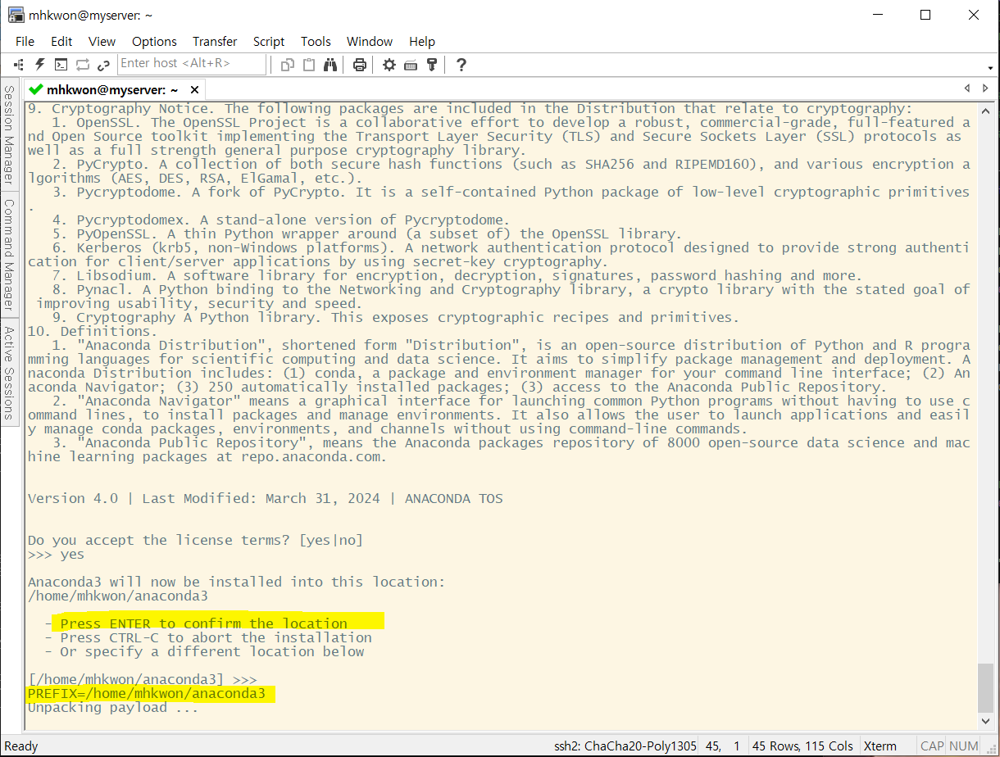 mhkwon@myserver: ~
File Edit View Options Transfer Script Tools Window Help
Enter host <Alt+R>
mhkwon@myserver: ~
Session Manager
Command Manager
Active Sessions
9. Cryptography Notice. The following packages are included in the Distribution that relate to cryptography:
1. OpenSSL. The OpenSSL Project is a collaborative effort to develop a robust, commercial-grade, full-featured a
nd Open Source toolkit implementing the Transport Layer Security (TLS) and Secure Sockets Layer (SSL) protocols as
well as a full strength general purpose cryptography library.
2. PyCrypto. A collection of both secure hash functions (such as SHA256 and RIPEMD160), and various encryption a
lgorithms (AES, DES, RSA, ElGamal, etc.).
3. Pycryptodome. A fork of PyCrypto. It is a self-contained Python package of low-level cryptographic primitives
.
4. Pycryptodomex. A stand-alone version of Pycryptodome.
5. PyOpenSSL. A thin Python wrapper around (a subset of) the OpenSSL library.
6. Kerberos (krb5, non-Windows platforms). A network authentication protocol designed to provide strong authenti
cation for client/server applications by using secret-key cryptography.
7. Libsodium. A software library for encryption, decryption, signatures, password hashing and more.
8. Pynacl. A Python binding to the Networking and Cryptography library, a crypto library with the stated goal of
improving usability, security and speed.
9. Cryptography A Python library. This exposes cryptographic recipes and primitives.
10. Definitions.
1. "Anaconda Distribution", shortened form "Distribution", is an open-source distribution of Python and R progra
mming languages for scientific computing and data science. It aims to simplify package management and deployment. A
naconda Distribution includes: (1) conda, a package and environment manager for your command line interface; (2) An
aconda Navigator; (3) 250 automatically installed packages; (3) access to the Anaconda Public Repository.
2. "Anaconda Navigator" means a graphical interface for launching common Python programs without having to use c
ommand lines, to install packages and manage environments. It also allows the user to launch applications and easil
y manage conda packages, environments, and channels without using command-line commands.
3. "Anaconda Public Repository", means the Anaconda packages repository of 8000 open-source data science and mac
hine learning packages at repo.anaconda.com.
Version 4.0 | Last Modified: March 31, 2024 | ANACONDA TOS
Do you accept the license terms? [yes|no]
>>> yes
Anaconda3 will now be installed into this location:
/home/mhkwon/anaconda3
- Press ENTER to confirm the location
- Press CTRL-C to abort the installation
- Or specify a different location below
[/home/mhkwon/anaconda3] >>>
PREFIX=/home/mhkwon/anaconda3
Unpacking payload ...
Ready ssh2: ChaCha20-Poly1305 45, 1 45 Rows, 115 Cols Xterm CAP NUM